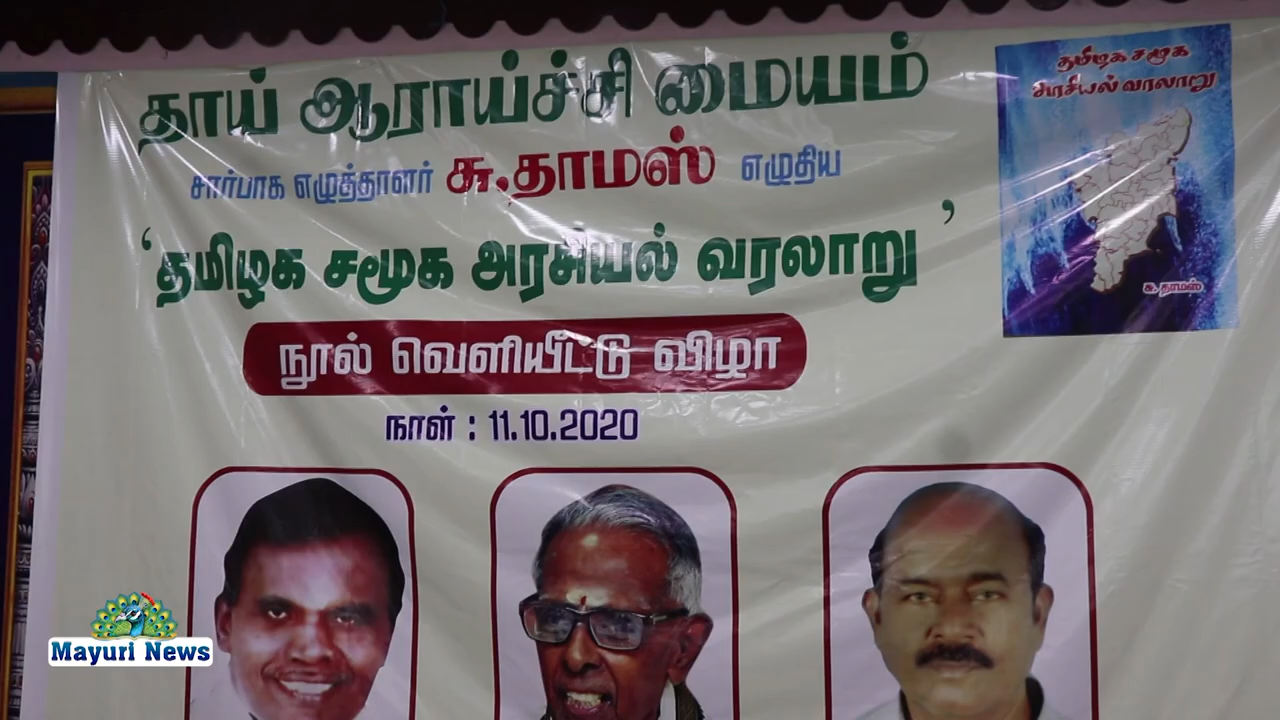 தாய் ஆராய்ச்சி மையம்
சார்பாக எழுத்தாளர் சு.தாமஸ் எழுதிய
‘தமிழக சமூக அரசியல் வரலாறு’
நூல் வெளியீட்டு விழா
நாள் : 11.10.2020
தமிழக சமூக
அரசியல் வரலாறு
சு. தாமஸ்
Mayuri News